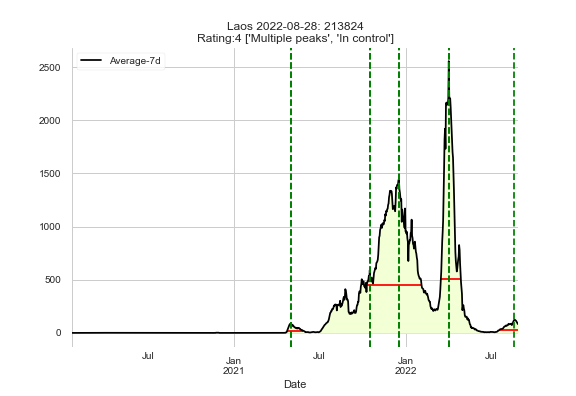 Laos 2022-08-28: 213824
Rating:4 ['Multiple peaks', 'In control']
Average-7d
2500
2000
1500
1000
500
0
Jul
Jan
2021
Jul
Jan
2022
Jul
Date